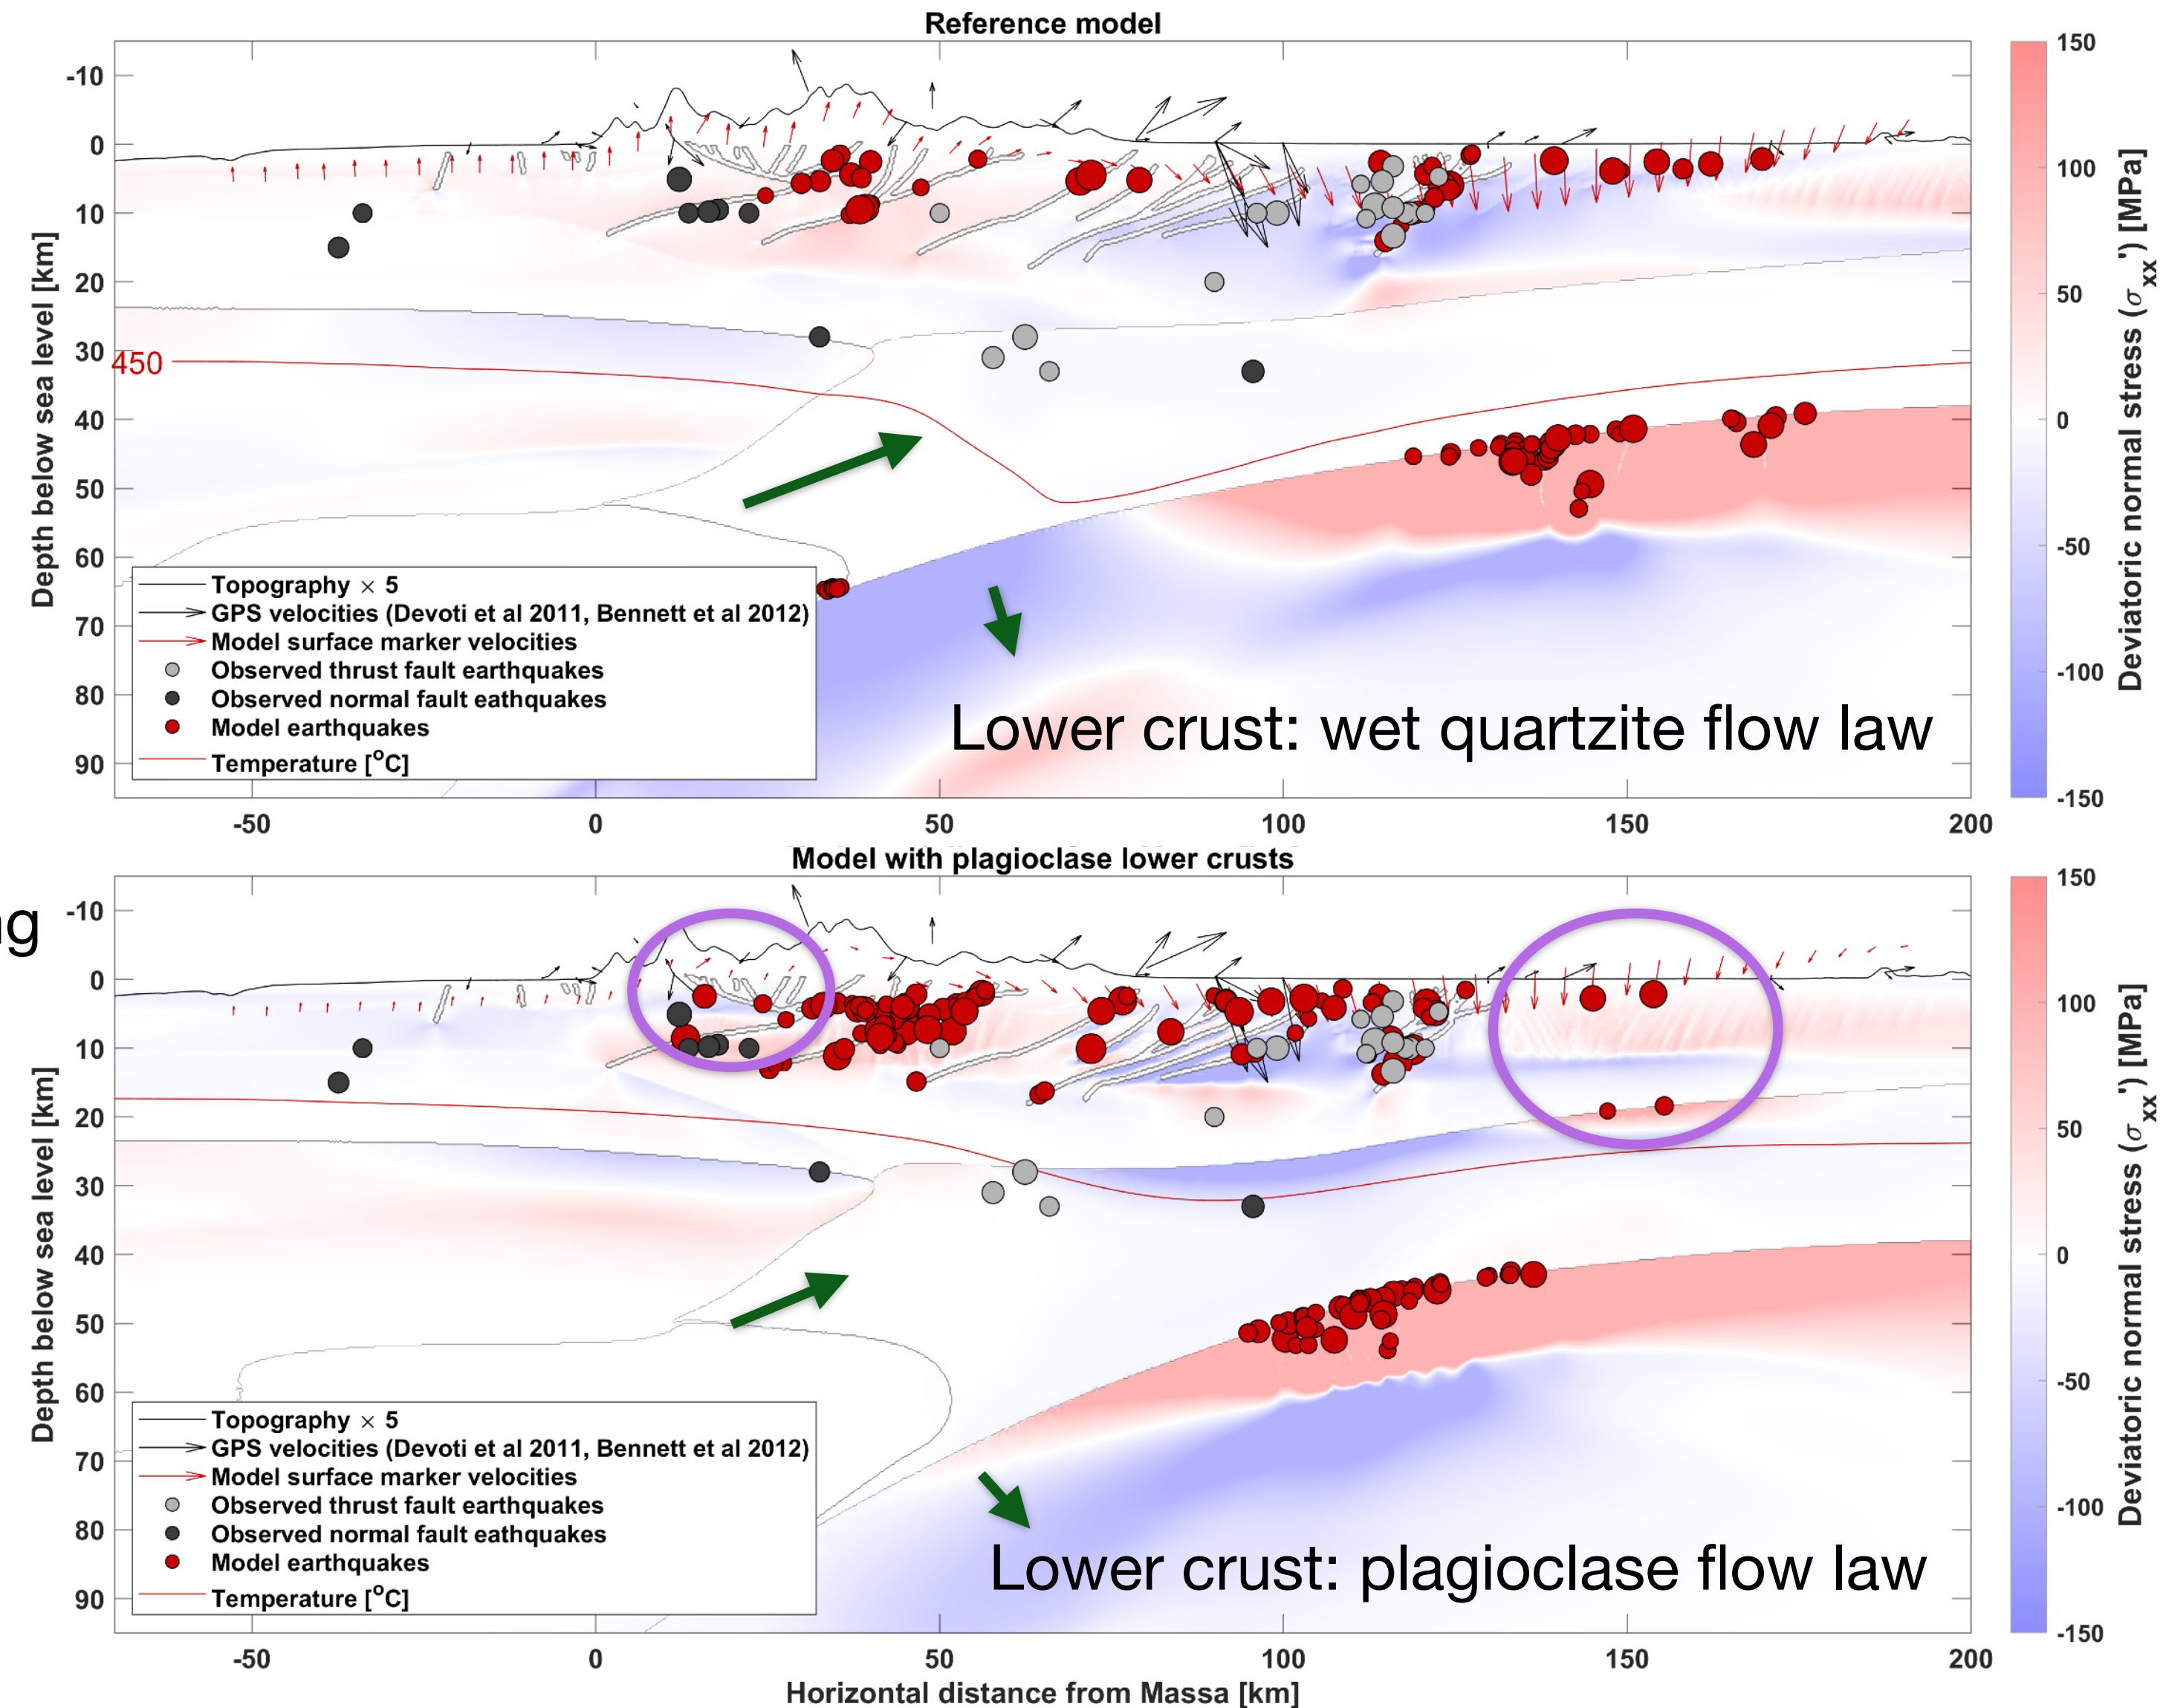 Reference model
-10
0
10
20
30
40
50
60
70
80
90
Depth below sea level [km]
450
Topography × 5
GPS velocities (Devoti et al 2011, Bennett et al 2012)
Model surface marker velocities
Observed thrust fault earthquakes
Observed normal fault eathquakes
Model earthquakes
Temperature [°C]
Lower crust: wet quartzite flow law
-50 0 50 100 150 200
150
100
50
0
-50
-100
-150
Deviatoric normal stress (σxx') [MPa]
Model with plagioclase lower crusts
ng
-10
0
10
20
30
40
50
60
70
80
90
Depth below sea level [km]
Topography × 5
GPS velocities (Devoti et al 2011, Bennett et al 2012)
Model surface marker velocities
Observed thrust fault earthquakes
Observed normal fault eathquakes
Model earthquakes
Temperature [°C]
Lower crust: plagioclase flow law
-50 0 50 100 150 200
Horizontal distance from Massa [km]
150
100
50
0
-50
-100
-150
Deviatoric normal stress (σxx') [MPa]